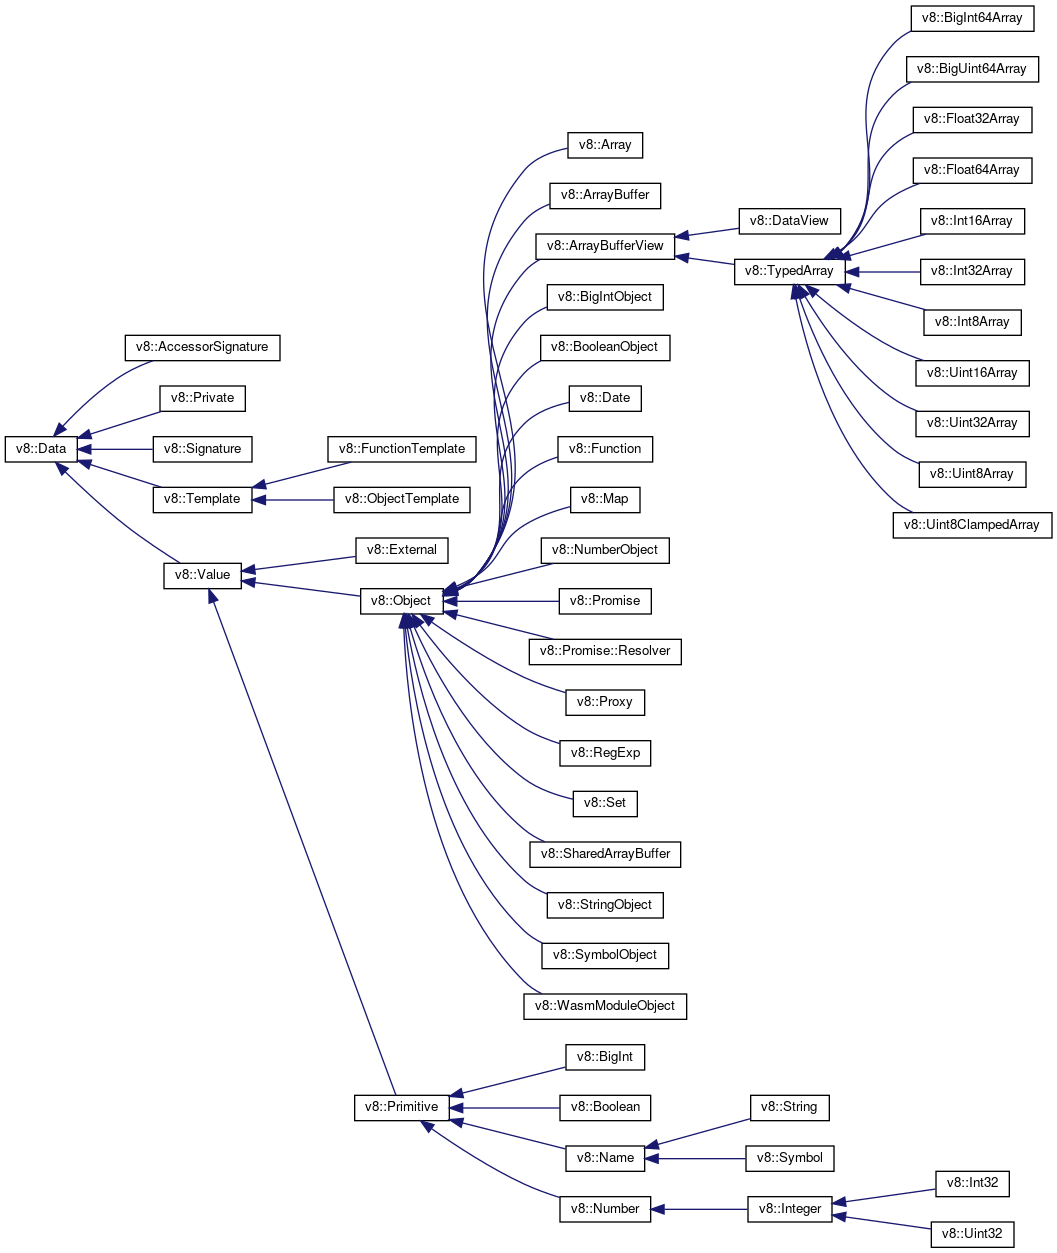 v8::BigInt64Array
v8::BigUint64Array
v8::Float32Array
v8::Array
v8::Float64Array
v8::ArrayBuffer
v8::DataView
v8::Int16Array
v8::ArrayBufferView
v8::TypedArray
v8::Int32Array
v8::BigIntObject
v8::Int8Array
v8::AccessorSignature
v8::BooleanObject
v8::Uint16Array
v8::Private
v8::Date
v8::Uint32Array
v8::Data
v8::Signature
v8::FunctionTemplate
v8::Function
v8::Uint8Array
v8::Template
v8::ObjectTemplate
v8::Map
v8::Uint8ClampedArray
v8::External
v8::NumberObject
v8::Value
v8::Object
v8::Promise
v8::Promise::Resolver
v8::Proxy
v8::RegExp
v8::Set
v8::SharedArrayBuffer
v8::StringObject
v8::SymbolObject
v8::WasmModuleObject
v8::BigInt
v8::Primitive
v8::Boolean
v8::String
v8::Name
v8::Symbol
v8::Int32
v8::Number
v8::Integer
v8::Uint32